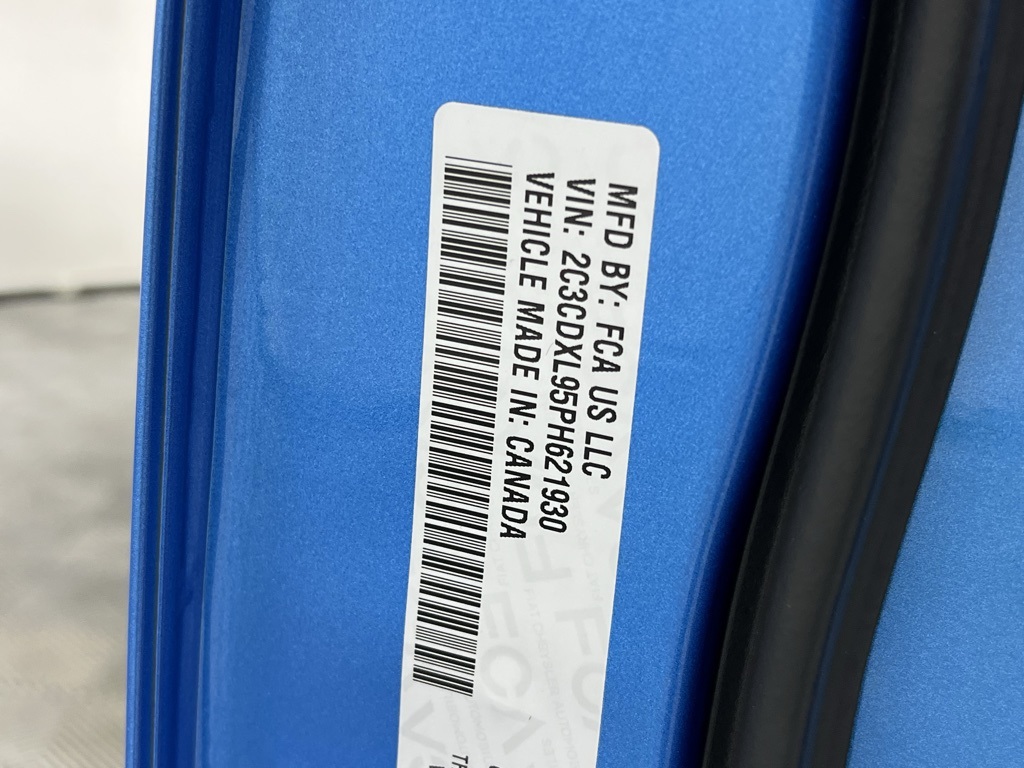 MFD BY: FCA US LLC
VIN: 2C3CDXL95PH621930
VEHICLE MADE IN: CANADA